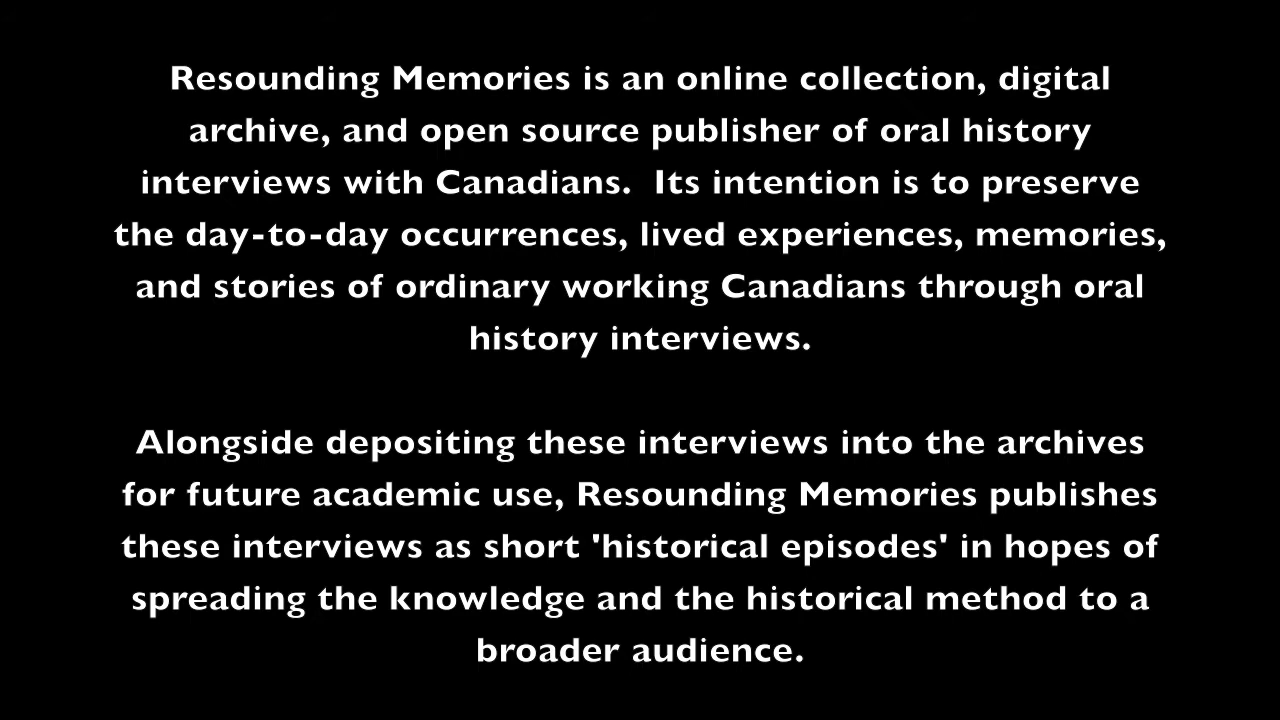 Resounding Memories is an online collection, digital
archive, and open source publisher of oral history
interviews with Canadians.  Its intention is to preserve
the day-to-day occurrences, lived experiences, memories,
and stories of ordinary working Canadians through oral
history interviews.

Alongside depositing these interviews into the archives
for future academic use, Resounding Memories publishes
these interviews as short 'historical episodes' in hopes of
spreading the knowledge and the historical method to a
broader audience.